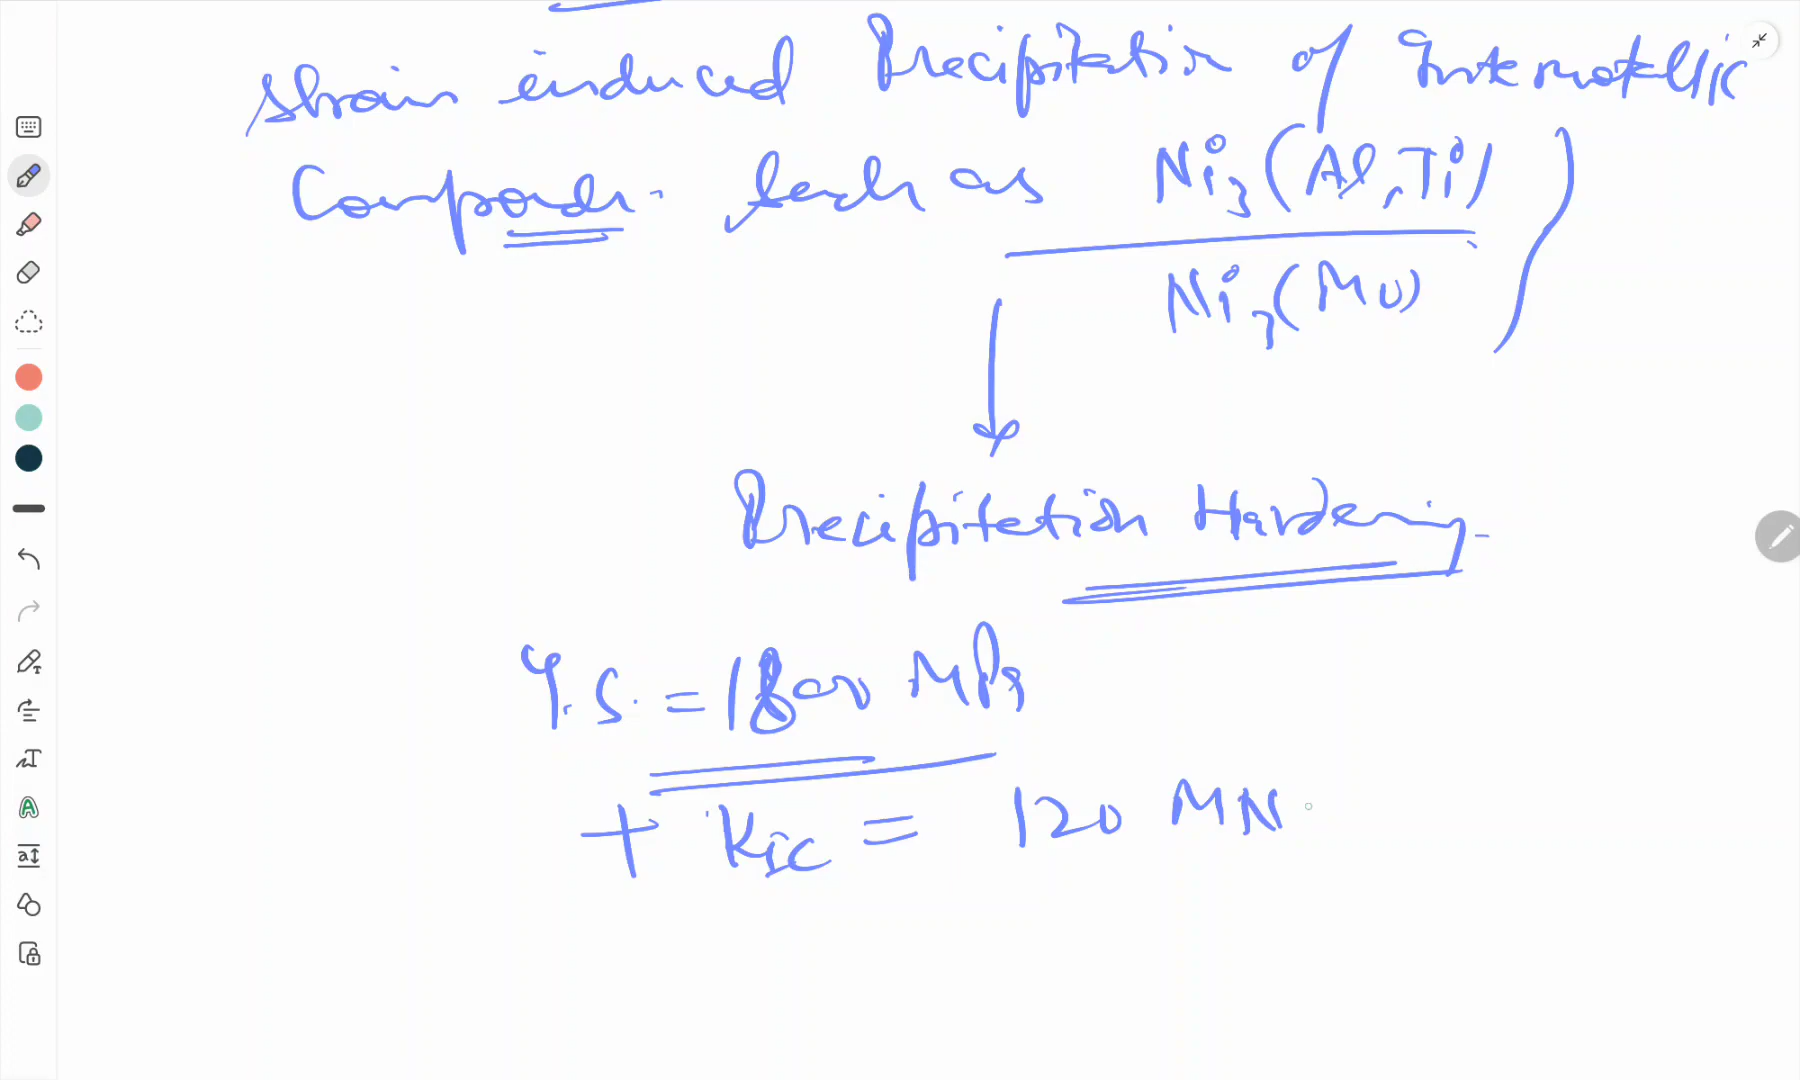 strain induced Precipitation of Intermetallic
Compounds. Such as Ni3(Al,Ti)
Ni3(Mo)
Precipitation Hardening.
Y.S. = 1800 MPa
+ KIC = 120 MN